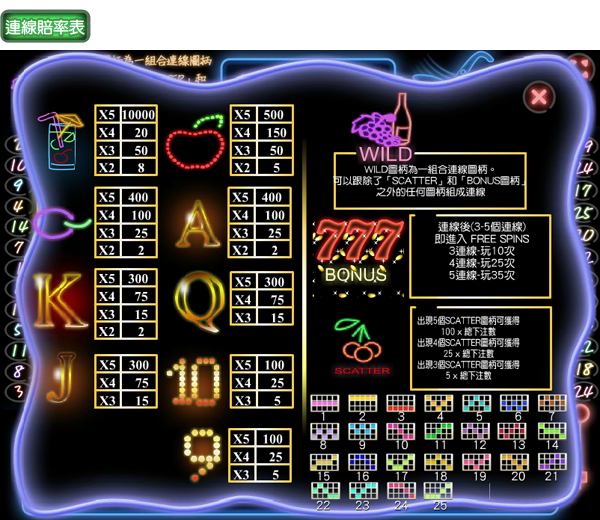 連線賠率表
為一組合連線圖柄
和
X5 10000
X4 20
X3 50
X2 8
X5 500
X4 150
X3 50
X2 5
X5 400
X4 100
X3 25
X2 2
A
X5 400
X4 100
X3 25
X2 2
K
X5 300
X4 75
X3 15
X2 2
Q
X5 300
X4 75
X3 15
J
X5 300
X4 75
X3 15
10
X5 100
X4 25
X3 5
9
X5 100
X4 25
X3 5
WILD
WILD圖柄為一組合連線圖柄。
可以跟除了「SCATTER」和「BONUS圖柄」
之外的任何圖柄組成連線
777
BONUS
連線後(3-5個連線)
即進入 FREE SPINS
3連線-玩10次
4連線-玩25次
5連線-玩35次
SCATTER
出現5個SCATTER圖柄可獲得
100 x 總下注數
出現4個SCATTER圖柄可獲得
25 x 總下注數
出現3個SCATTER圖柄可獲得
5 x 總下注數
1 2 3 4 5 6 7
8 9 10 11 12 13 14
15 16 17 18 19 20 21
22 23 24 25